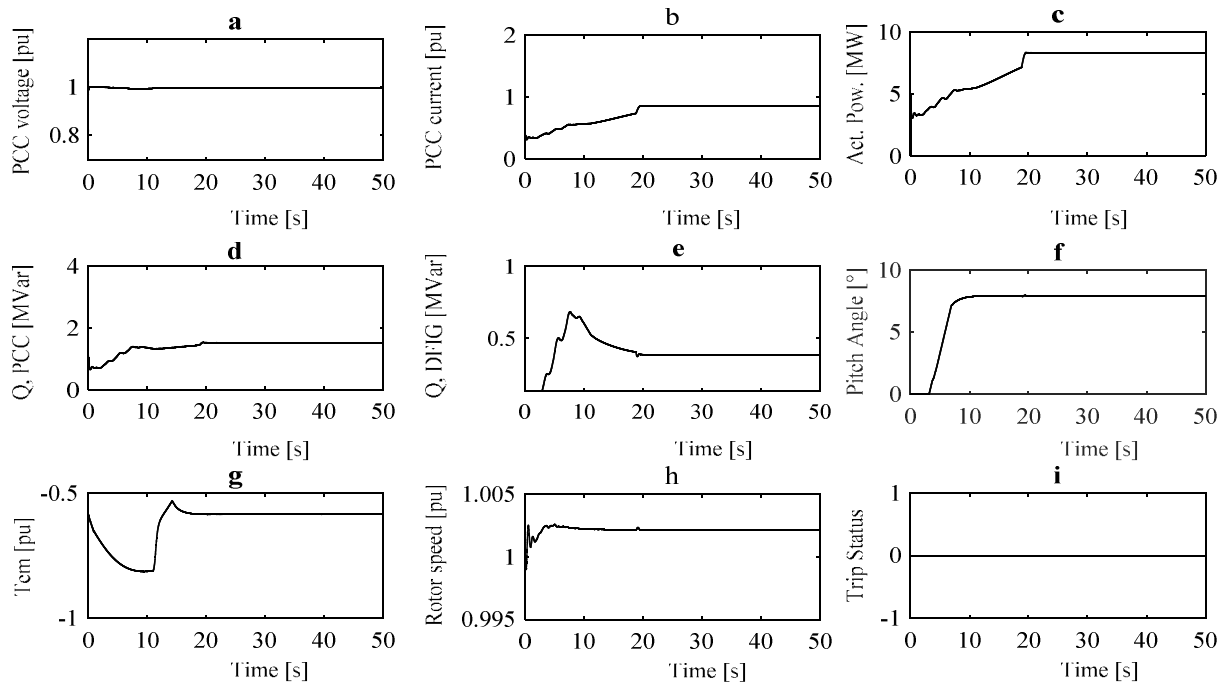 a
PCC voltage [pu]
1
0.8
0 10 20 30 40 50
Time [s]
b
PCC current [pu]
2
1
0
0 10 20 30 40 50
Time [s]
c
Act. Pow. [MW]
10
5
0
0 10 20 30 40 50
Time [s]
d
Q, PCC [MVar]
4
2
0
0 10 20 30 40 50
Time [s]
e
Q, DFIG [MVar]
1
0.5
0 10 20 30 40 50
Time [s]
f
Pitch Angle [°]
10
5
0
0 10 20 30 40 50
Time [s]
g
Tem [pu]
-0.5
-1
0 10 20 30 40 50
Time [s]
h
Rotor speed [pu]
1.005
1
0.995
0 10 20 30 40 50
Time [s]
i
Trip Status
1
0
-1
0 10 20 30 40 50
Time [s]